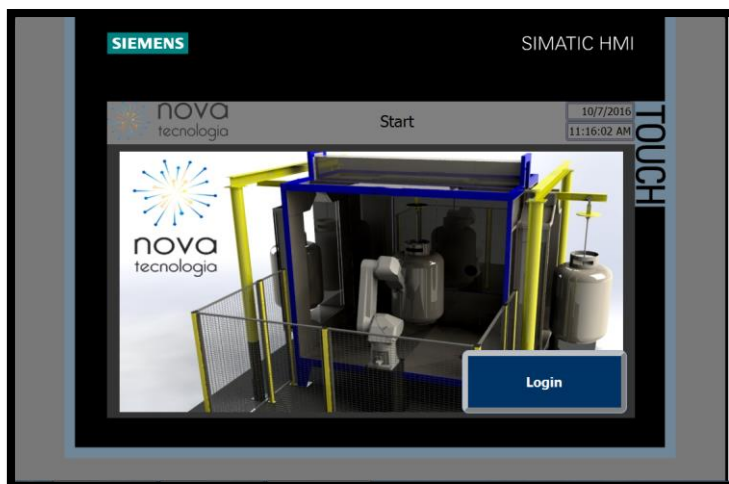 SIEMENS
SIMATIC HMI
TOUCH
nova
tecnologia
Start
10/7/2016
11:16:02 AM
nova
tecnologia
Login